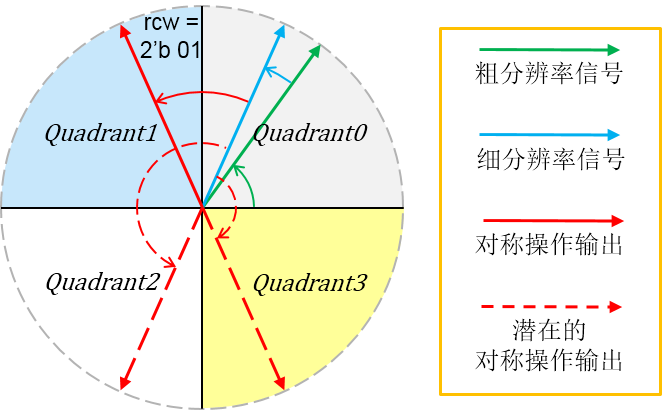 rcw =
2'b 01
Quadrant1
Quadrant0
Quadrant2
Quadrant3
粗分辨率信号
细分辨率信号
对称操作输出
潜在的
对称操作输出